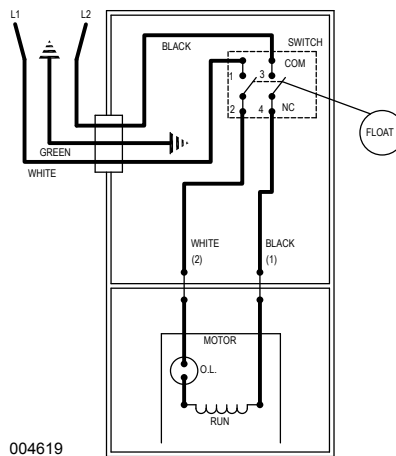 L1
L2
BLACK
SWITCH
COM
1
3
2
4
NC
FLOAT
GREEN
WHITE
WHITE
(2)
BLACK
(1)
MOTOR
O.L.
RUN
004619